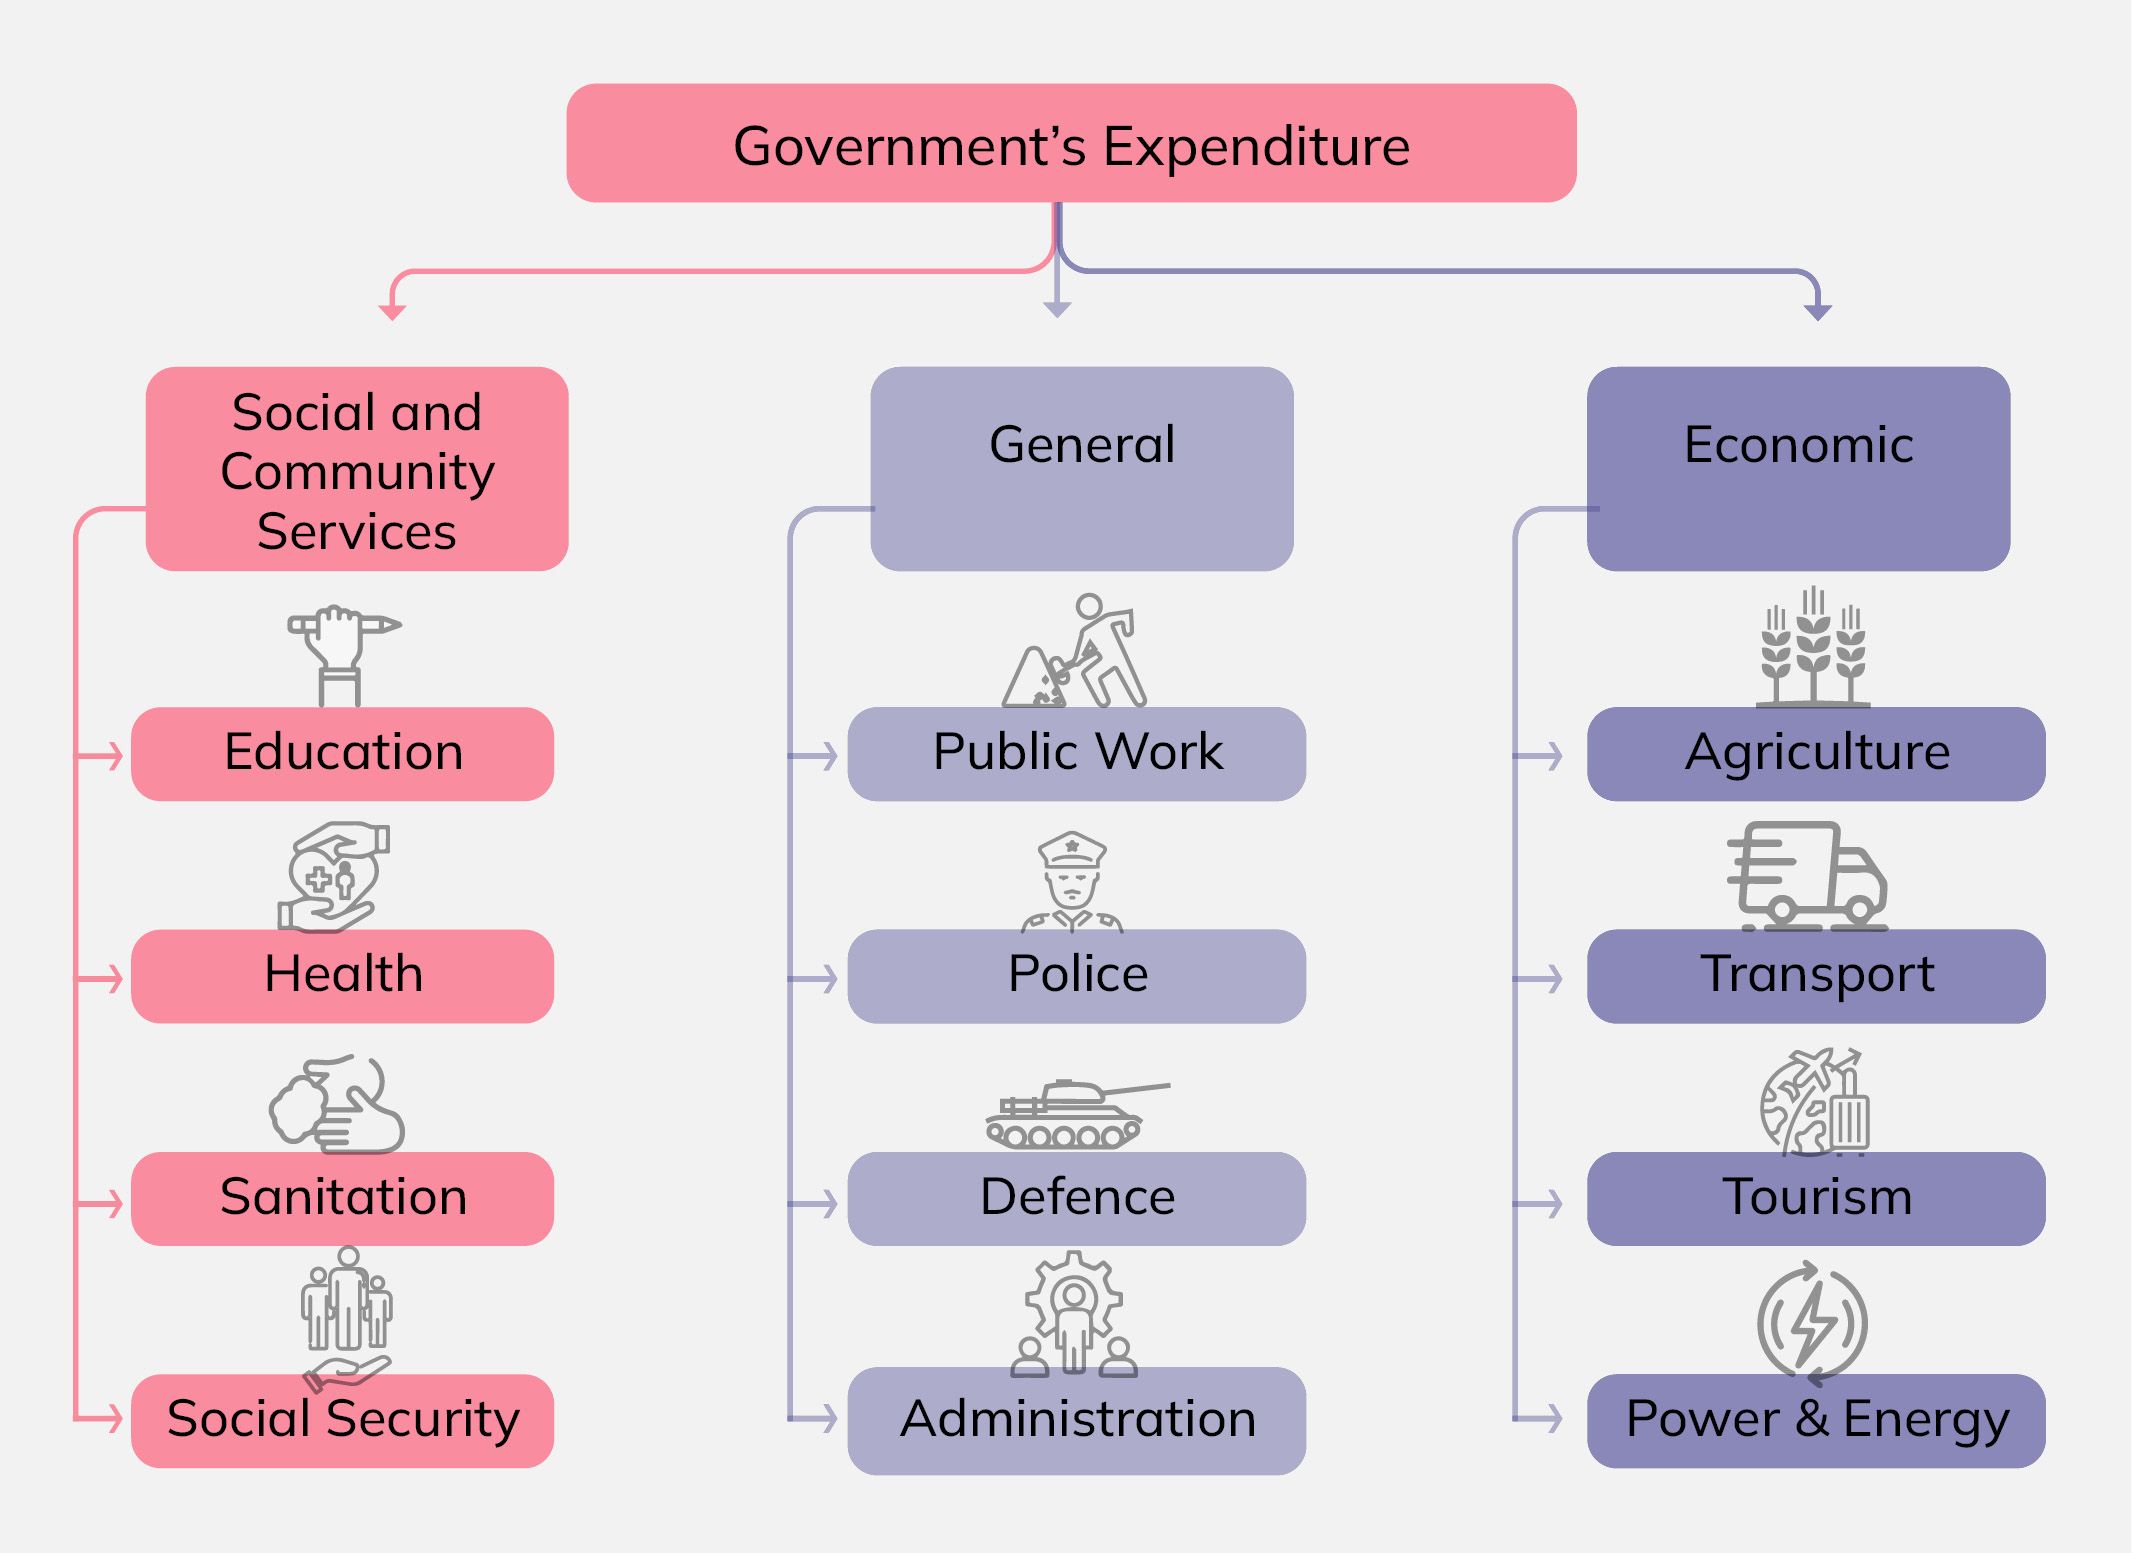 Government’s Expenditure
Social and
Community
Services
General
Economic
Education
Public Work
Agriculture
Health
Police
Transport
Sanitation
Defence
Tourism
Social Security
Administration
Power & Energy